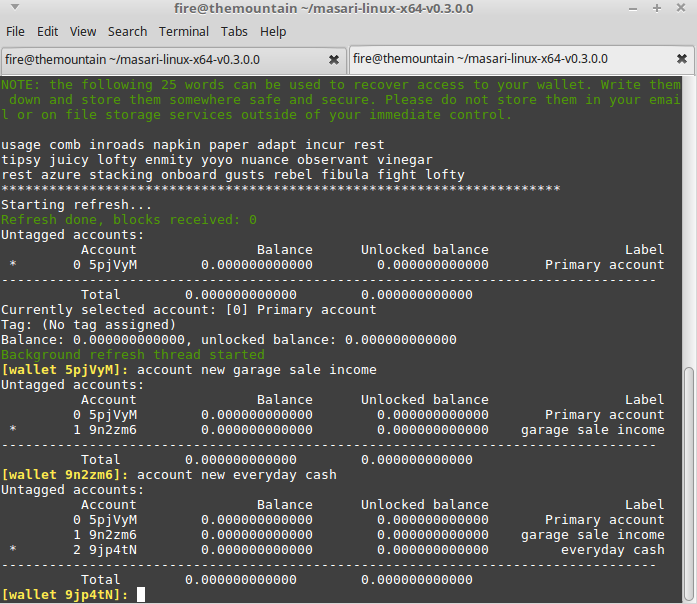 fire@themountain ~/masari-linux-x64-v0.3.0.0
File Edit View Search Terminal Tabs Help
fire@themountain ~/masari-linux-x64-v0.3.0.0 fire@themountain ~/masari-linux-x64-v0.3.0.0
NOTE: the following 25 words can be used to recover access to your wallet. Write them
down and store them somewhere safe and secure. Please do not store them in your emai
l or on file storage services outside of your immediate control.
usage comb inroads napkin paper adapt incur rest
tipsy juicy lofty enmity yoyo nuance observant vinegar
rest azure stacking onboard gusts rebel fibula fight lofty
**********************************************************************
Starting refresh...
Refresh done, blocks received: 0
Untagged accounts:
Account Balance Unlocked balance Label
* 0 5pjVyM 0.000000000000 0.000000000000 Primary account
----------------------------------------------------------------------------------
Total 0.000000000000 0.000000000000
Currently selected account: [0] Primary account
Tag: (No tag assigned)
Balance: 0.000000000000, unlocked balance: 0.000000000000
Background refresh thread started
[wallet 5pjVyM]: account new garage sale income
Untagged accounts:
Account Balance Unlocked balance Label
0 5pjVyM 0.000000000000 0.000000000000 Primary account
* 1 9n2zm6 0.000000000000 0.000000000000 garage sale income
----------------------------------------------------------------------------------
Total 0.000000000000 0.000000000000
[wallet 9n2zm6]: account new everyday cash
Untagged accounts:
Account Balance Unlocked balance Label
0 5pjVyM 0.000000000000 0.000000000000 Primary account
1 9n2zm6 0.000000000000 0.000000000000 garage sale income
* 2 9jp4tN 0.000000000000 0.000000000000 everyday cash
----------------------------------------------------------------------------------
Total 0.000000000000 0.000000000000
[wallet 9jp4tN]: